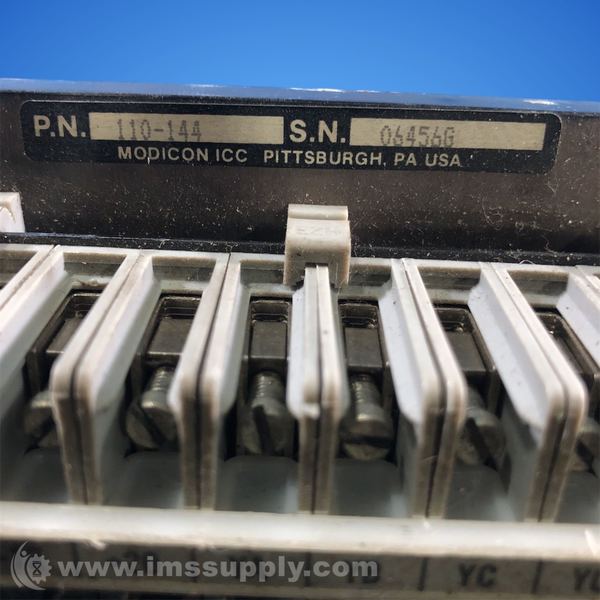 P.N. 110-144 S.N. 06456G
MODICON ICC PITTSBURGH, PA USA
www.imssupply.com
YC